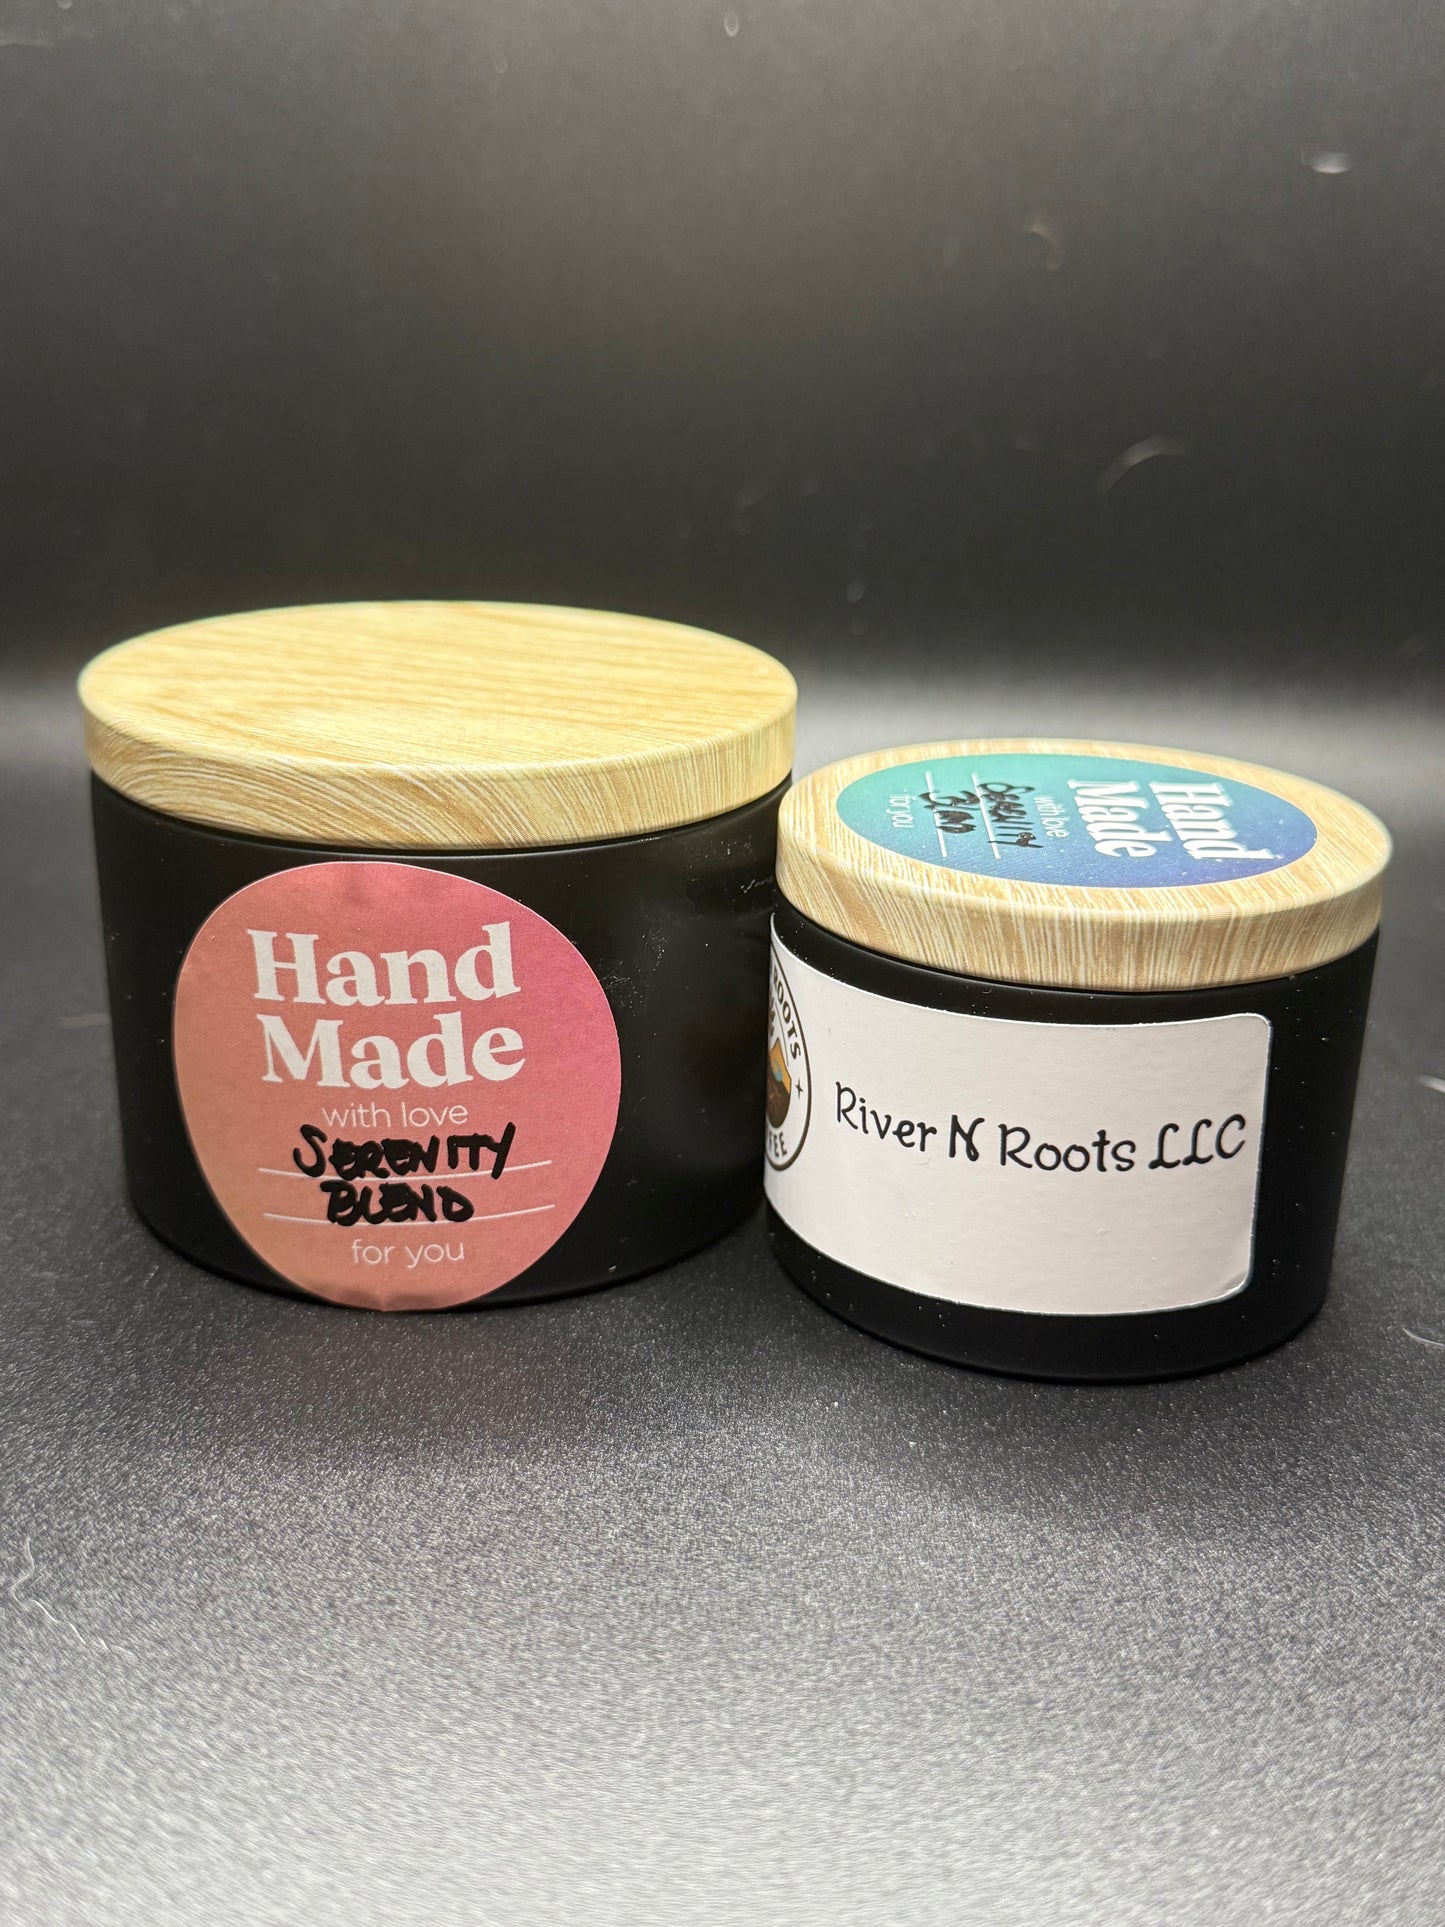 Hand
Made
with love
SERENITY
BLEND
for you
Hand
Made
with love
Serenity
Blend
for you
ROOTS
River N Roots LLC